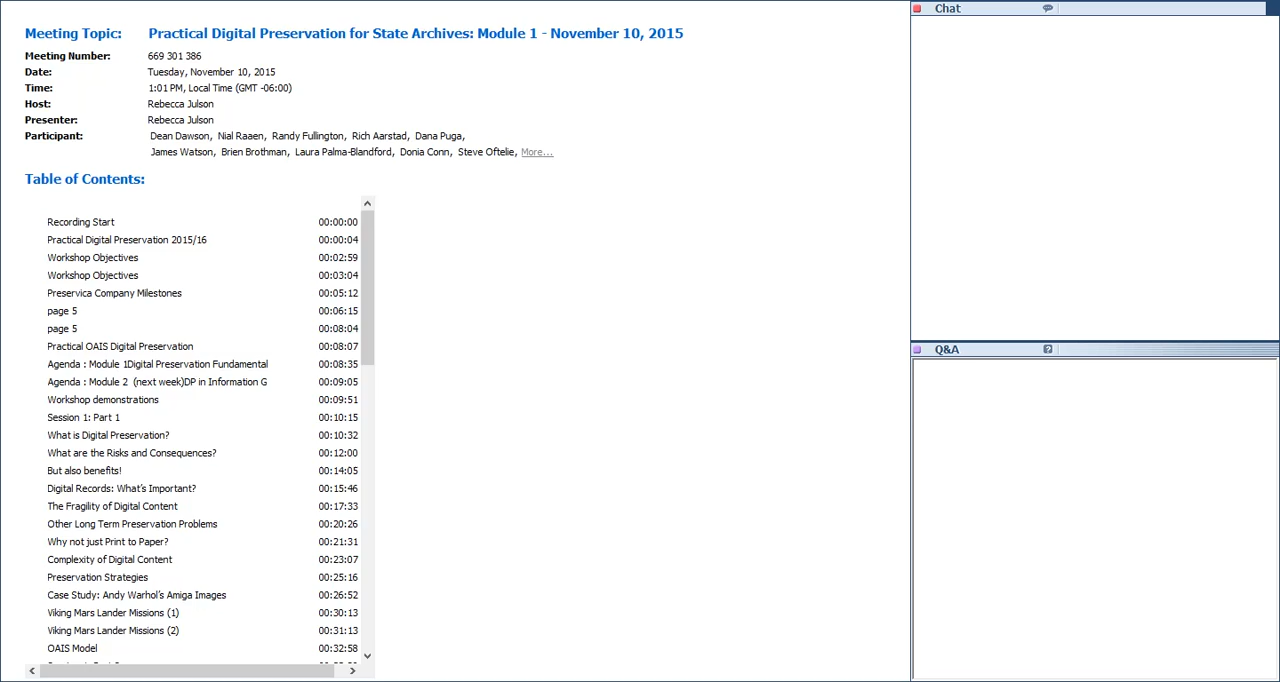 Meeting Topic: Practical Digital Preservation for State Archives: Module 1 - November 10, 2015
Meeting Number: 669 301 386
Date: Tuesday, November 10, 2015
Time: 1:01 PM, Local Time (GMT -06:00)
Host: Rebecca Julson
Presenter: Rebecca Julson
Participant: Dean Dawson, Nial Raaen, Randy Fullington, Rich Aarstad, Dana Puga,
James Watson, Brien Brothman, Laura Palma-Blandford, Donia Conn, Steve Oftelie, More...
Table of Contents:
Recording Start 00:00:00
Practical Digital Preservation 2015/16 00:00:04
Workshop Objectives 00:02:59
Workshop Objectives 00:03:04
Preservica Company Milestones 00:05:12
page 5 00:06:15
page 5 00:08:04
Practical OAIS Digital Preservation 00:08:07
Agenda : Module 1Digital Preservation Fundamental 00:08:35
Agenda : Module 2 (next week)DP in Information G 00:09:05
Workshop demonstrations 00:09:51
Session 1: Part 1 00:10:15
What is Digital Preservation? 00:10:32
What are the Risks and Consequences? 00:12:00
But also benefits! 00:14:05
Digital Records: What's Important? 00:15:46
The Fragility of Digital Content 00:17:33
Other Long Term Preservation Problems 00:20:26
Why not just Print to Paper? 00:21:31
Complexity of Digital Content 00:23:07
Preservation Strategies 00:25:16
Case Study: Andy Warhol's Amiga Images 00:26:52
Viking Mars Lander Missions (1) 00:30:13
Viking Mars Lander Missions (2) 00:31:13
OAIS Model 00:32:58
Chat
Q&A